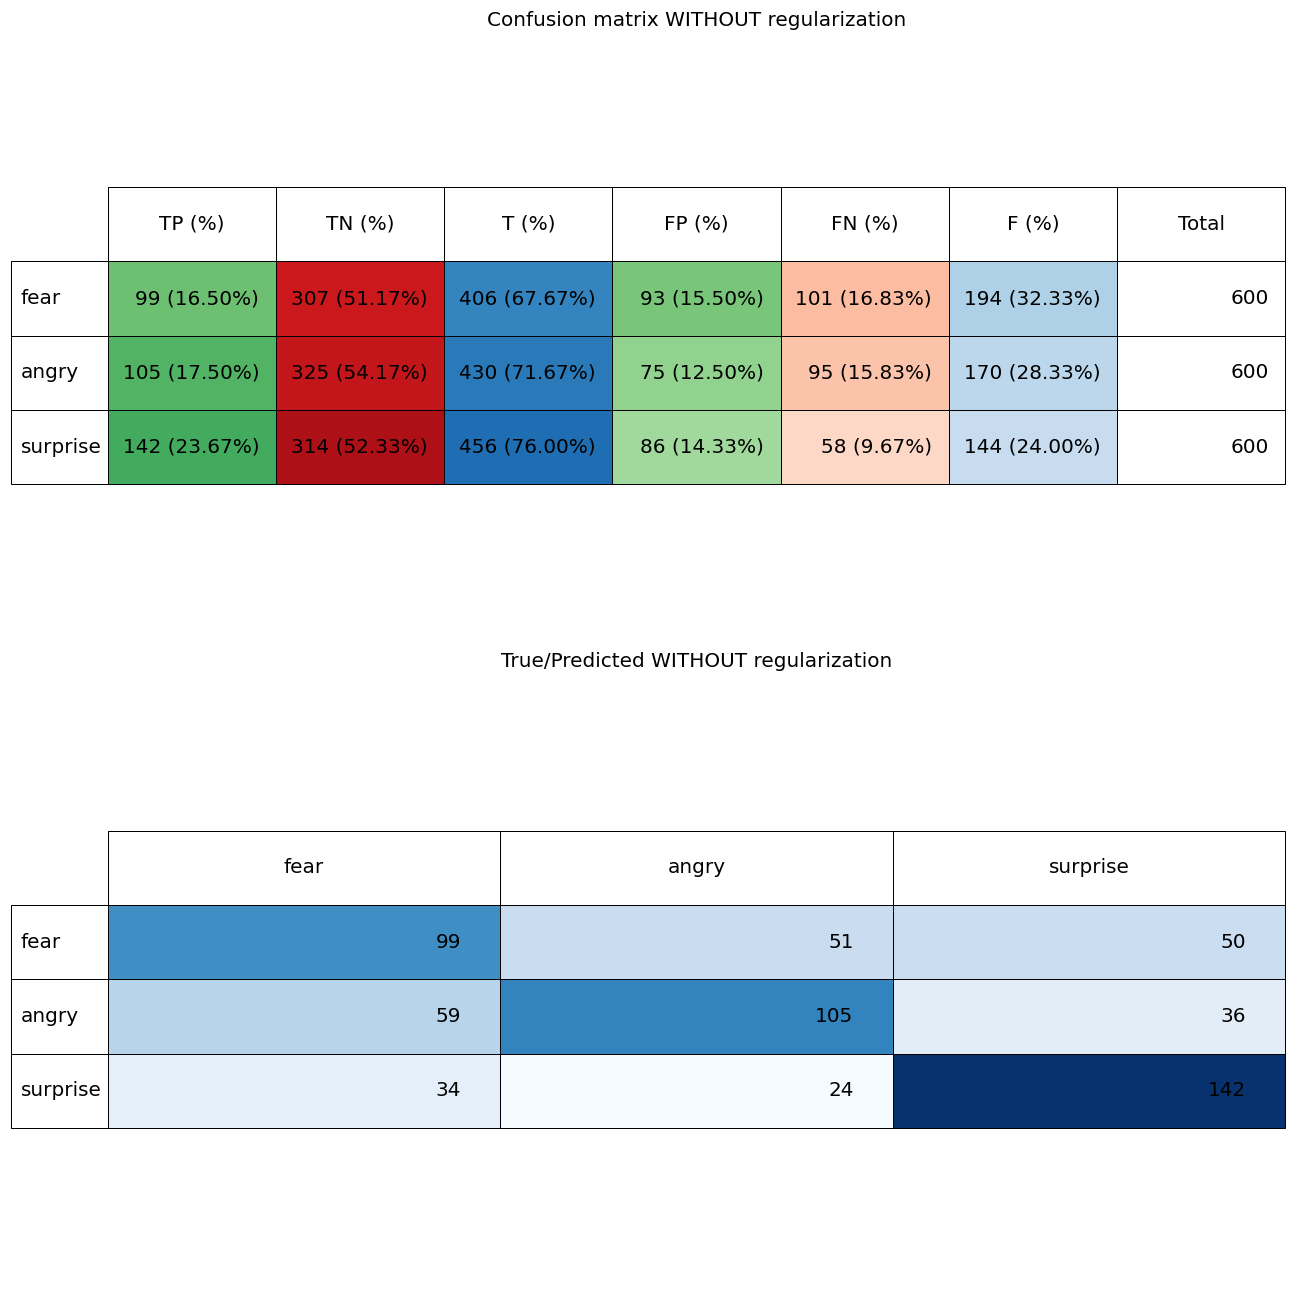 Confusion matrix WITHOUT regularization
TP (%) TN (%) T (%) FP (%) FN (%) F (%) Total
fear 99 (16.50%) 307 (51.17%) 406 (67.67%) 93 (15.50%) 101 (16.83%) 194 (32.33%) 600
angry 105 (17.50%) 325 (54.17%) 430 (71.67%) 75 (12.50%) 95 (15.83%) 170 (28.33%) 600
surprise 142 (23.67%) 314 (52.33%) 456 (76.00%) 86 (14.33%) 58 (9.67%) 144 (24.00%) 600
True/Predicted WITHOUT regularization
fear angry surprise
fear 99 51 50
angry 59 105 36
surprise 34 24 142